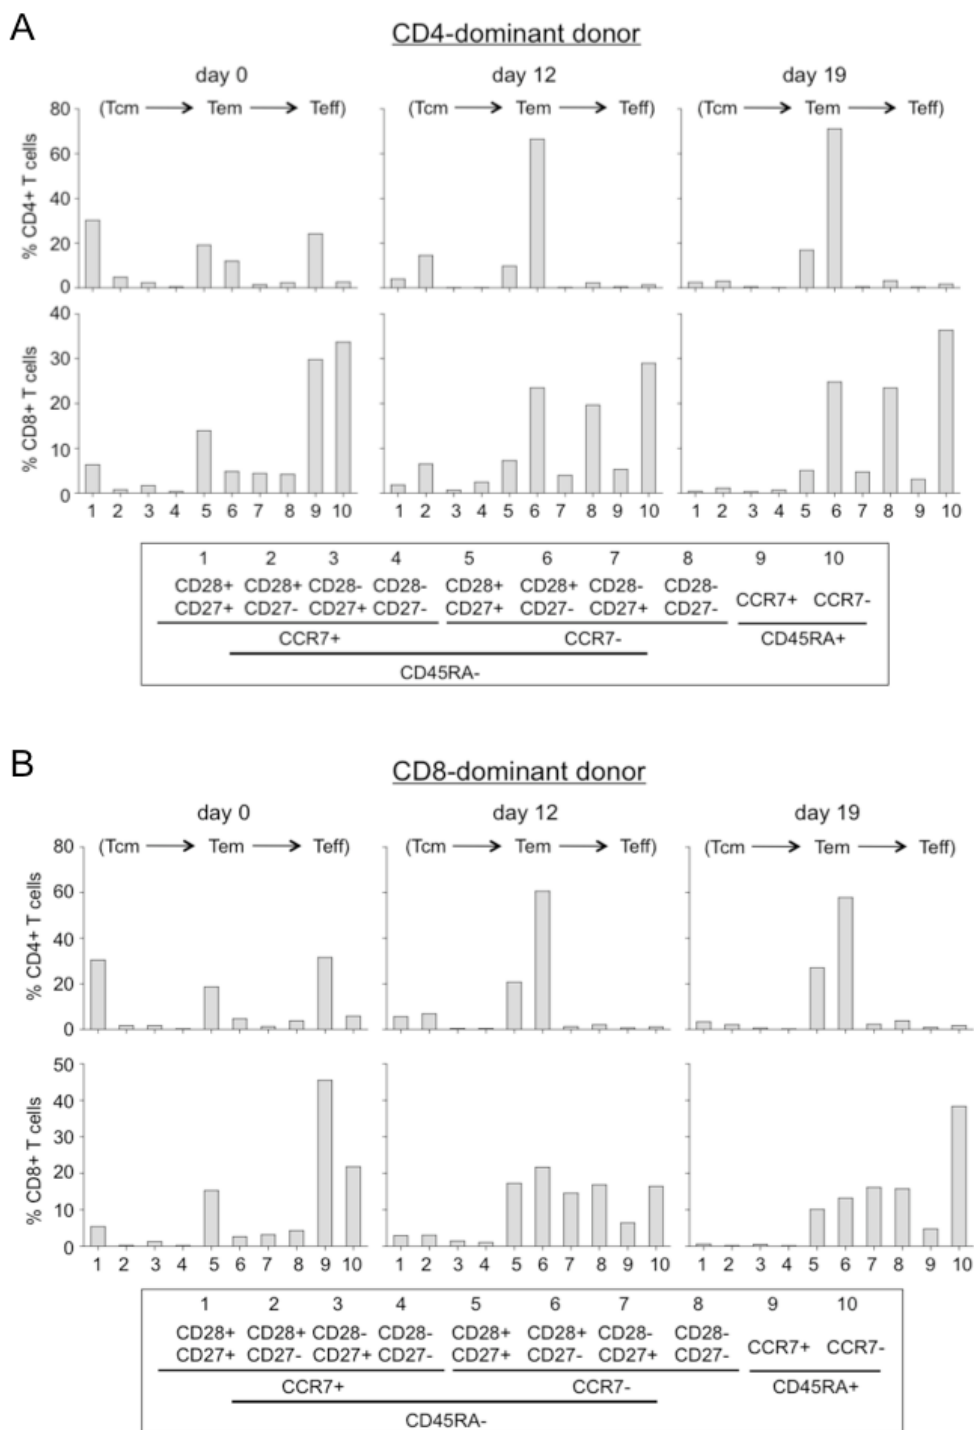 A
CD4-dominant donor
day 0 day 12 day 19
(Tcm → Tem → Teff) (Tcm → Tem → Teff) (Tcm → Tem → Teff)
% CD4+ T cells
80
60
40
20
0
% CD8+ T cells
40
30
20
10
0
1 2 3 4 5 6 7 8 9 10 1 2 3 4 5 6 7 8 9 10 1 2 3 4 5 6 7 8 9 10
1 2 3 4 5 6 7 8 9 10
CD28+ CD28+ CD28- CD28- CD28+ CD28+ CD28- CD28-
CD27+ CD27- CD27+ CD27- CD27+ CD27- CD27+ CD27- CCR7+ CCR7-
CCR7+ CCR7- CD45RA+
CD45RA-
B
CD8-dominant donor
day 0 day 12 day 19
(Tcm → Tem → Teff) (Tcm → Tem → Teff) (Tcm → Tem → Teff)
% CD4+ T cells
80
60
40
20
0
% CD8+ T cells
50
40
30
20
10
0
1 2 3 4 5 6 7 8 9 10 1 2 3 4 5 6 7 8 9 10 1 2 3 4 5 6 7 8 9 10
1 2 3 4 5 6 7 8 9 10
CD28+ CD28+ CD28- CD28- CD28+ CD28+ CD28- CD28-
CD27+ CD27- CD27+ CD27- CD27+ CD27- CD27+ CD27- CCR7+ CCR7-
CCR7+ CCR7- CD45RA+
CD45RA-